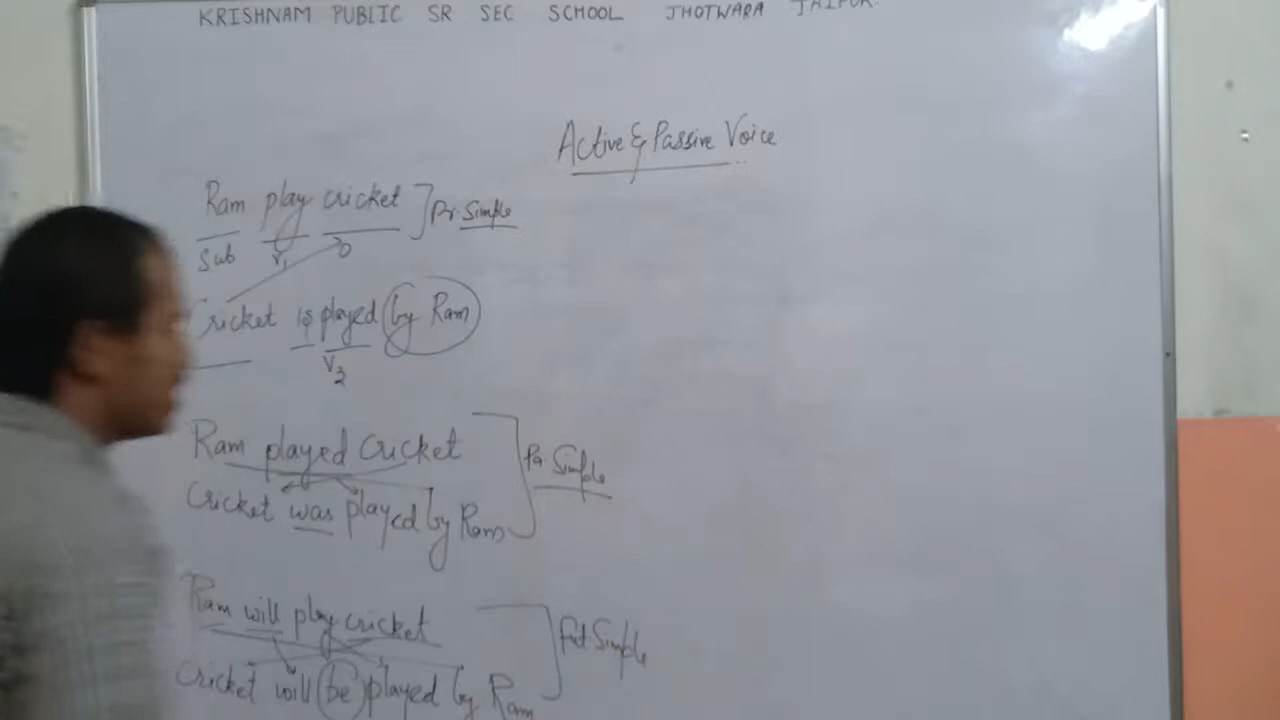 KRISHNAM PUBLIC SR SEC SCHOOL JHOTWARA JAIPUR.
Active & Passive Voice
Ram play cricket ] Pr. Simple
Sub V1 O
Cricket is played by Ram
V3
Ram played Cricket
Pa. Simple
Cricket was played by Ram
Ram will play cricket
Fut. Simple
Cricket will be played by Ram